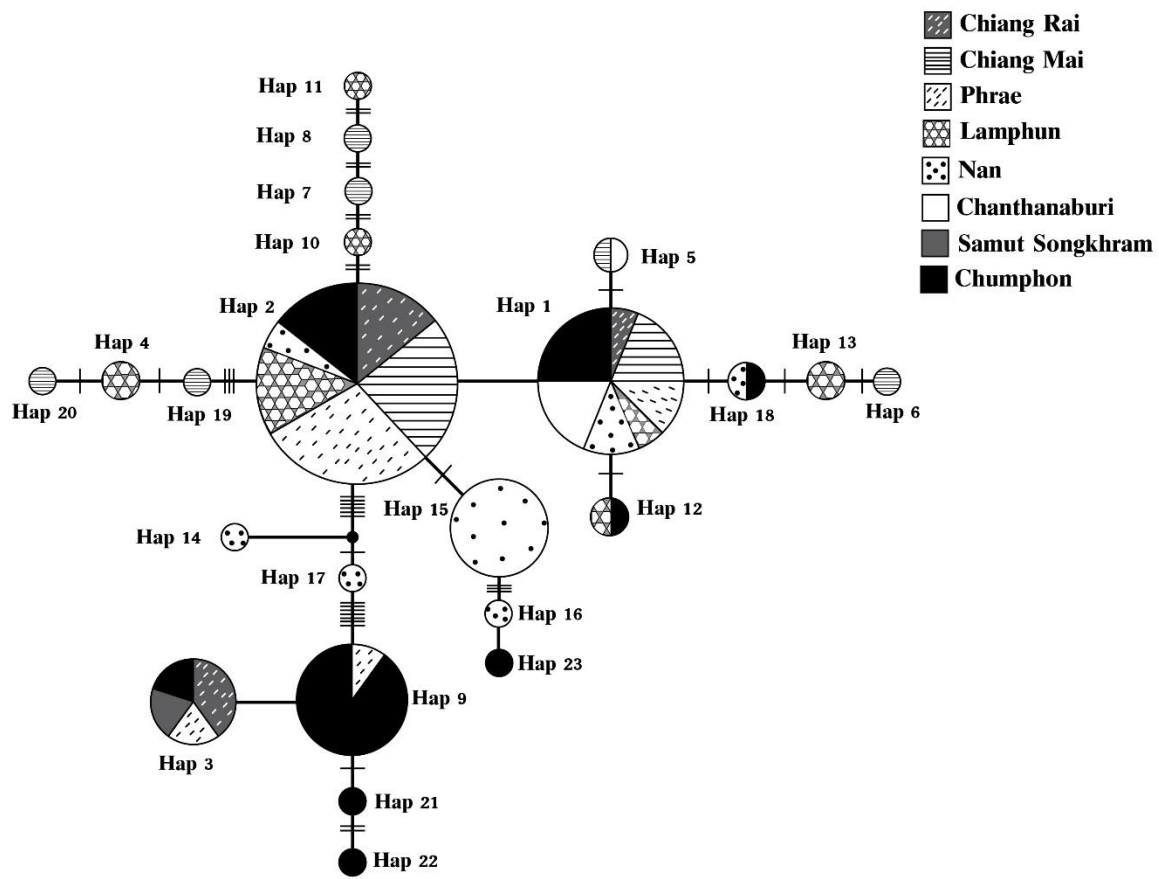 Chiang Rai
Chiang Mai
Phrae
Lamphun
Nan
Chanthanaburi
Samut Songkhram
Chumphon
Hap 11
Hap 8
Hap 7
Hap 10
Hap 2
Hap 1
Hap 5
Hap 4
Hap 13
Hap 20
Hap 19
Hap 18
Hap 6
Hap 15
Hap 12
Hap 14
Hap 17
Hap 16
Hap 23
Hap 9
Hap 3
Hap 21
Hap 22